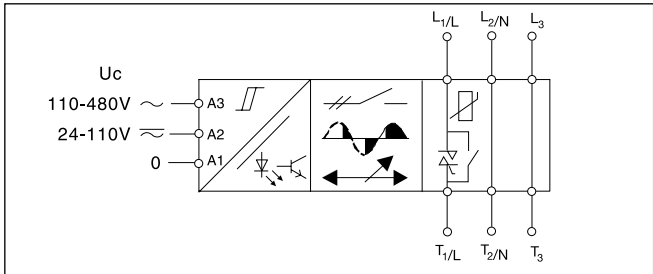 L1/L L2/N L3
Uc
110-480V ~ A3
24-110V ⎓ A2
0 A1
T1/L T2/N T3